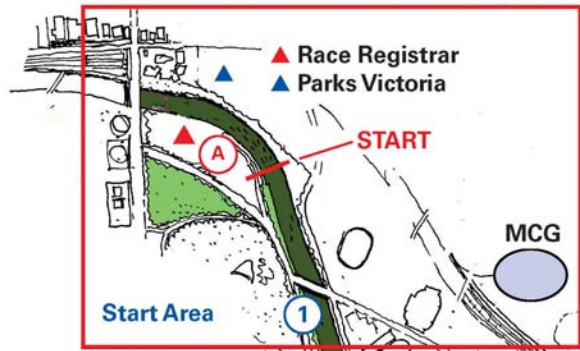 Race Registrar
Parks Victoria
A
START
MCG
Start Area
1